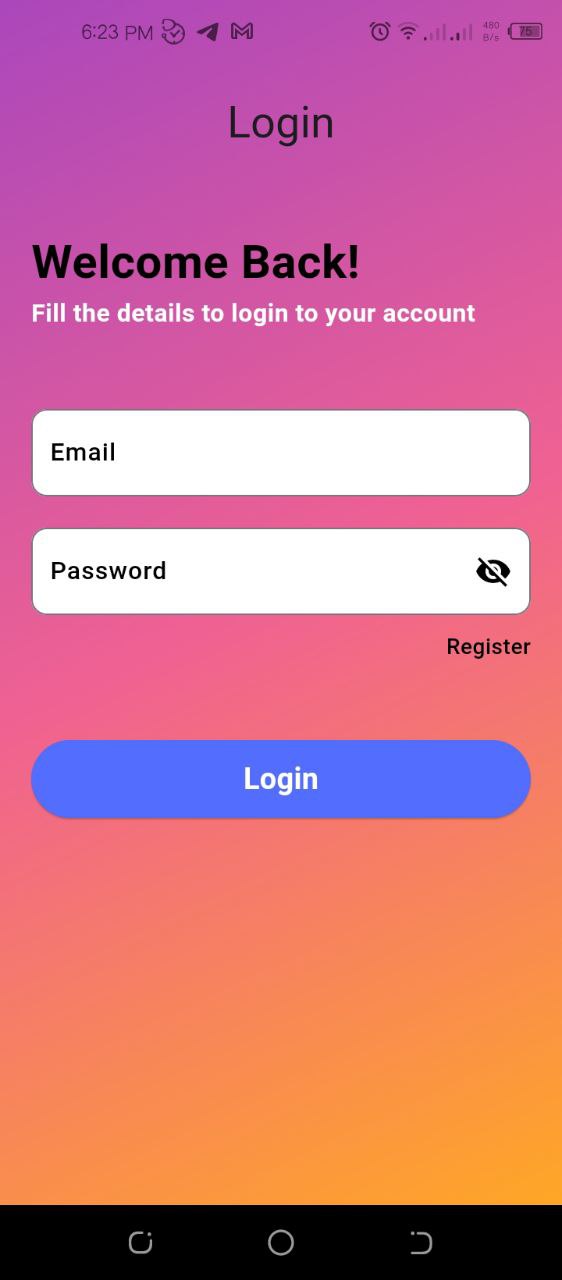 6:23 PM 480 B/s 75
Login
Welcome Back!
Fill the details to login to your account
Email
Password
Register
Login